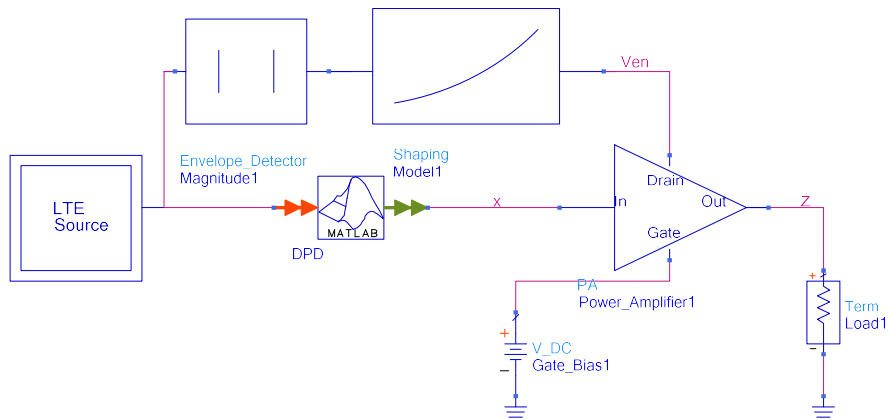 Ven
Envelope_Detector
Magnitude1
Shaping
Model1
LTE
Source
MATLAB
DPD
x
In
Drain
Out
Gate
Z
PA
Power_Amplifier1
+
-
Term
Load1
+
-
V_DC
Gate_Bias1